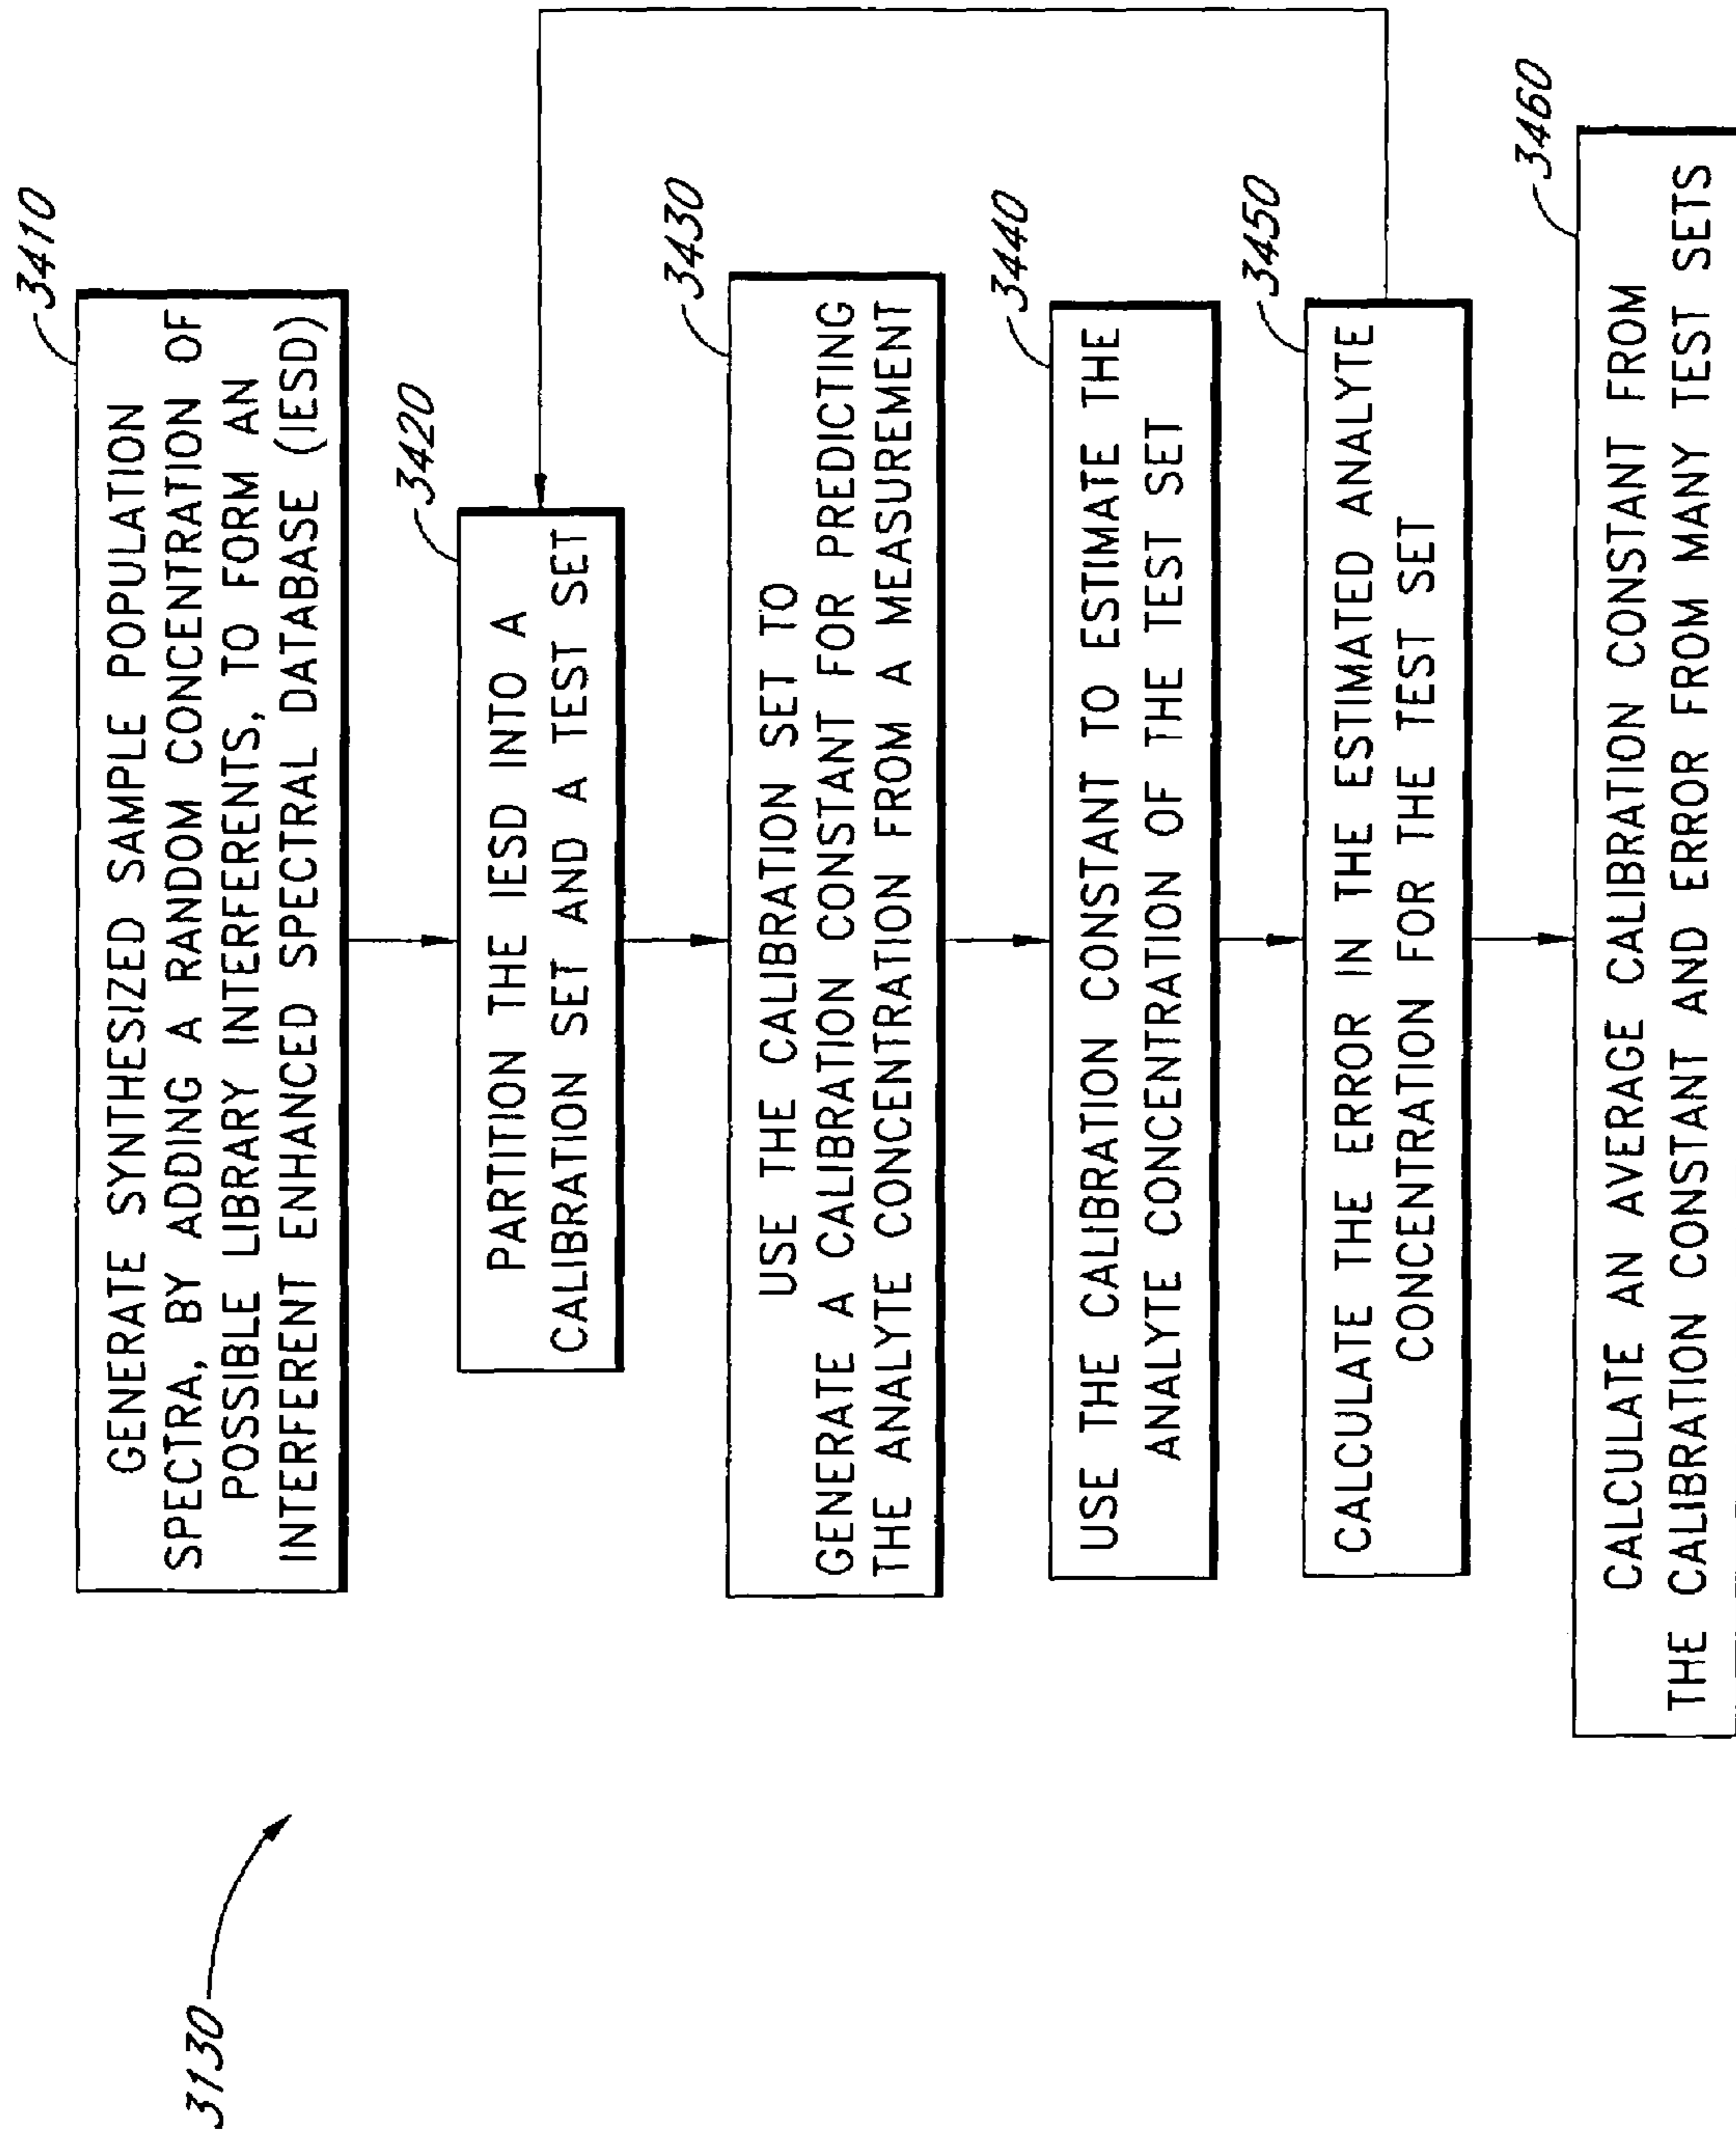 3130
3410
GENERATE SYNTHESIZED SAMPLE POPULATION
SPECTRA, BY ADDING A RANDOM CONCENTRATION OF
POSSIBLE LIBRARY INTERFERENTS, TO FORM AN
INTERFERENT ENHANCED SPECTRAL DATABASE (IESD)
3420
PARTITION THE IESD INTO A
CALIBRATION SET AND A TEST SET
3430
USE THE CALIBRATION SET TO
GENERATE A CALIBRATION CONSTANT FOR PREDICTING
THE ANALYTE CONCENTRATION FROM A MEASUREMENT
3440
USE THE CALIBRATION CONSTANT TO ESTIMATE THE
ANALYTE CONCENTRATION OF THE TEST SET
3450
CALCULATE THE ERROR IN THE ESTIMATED ANALYTE
CONCENTRATION FOR THE TEST SET
3460
CALCULATE AN AVERAGE CALIBRATION CONSTANT FROM
THE CALIBRATION CONSTANT AND ERROR FROM MANY TEST SETS